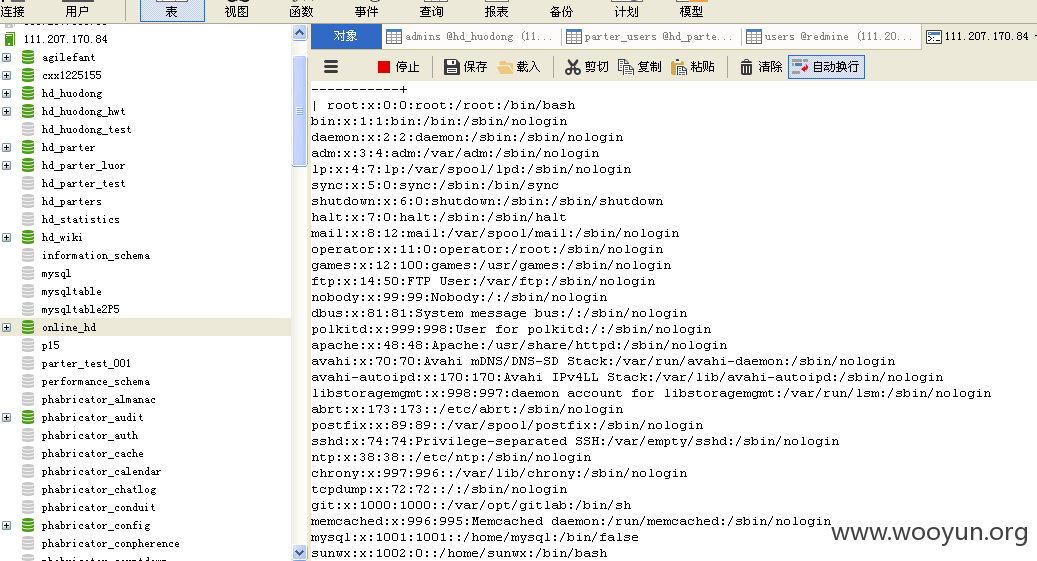 连接 用户 表 视图 函数 事件 查询 报表 备份 计划 模型
111.207.170.84
agilefant
cxx1225155
hd_huodong
hd_huodong_hwt
hd_huodong_test
hd_parter
hd_parter_luor
hd_parter_test
hd_parters
hd_statistics
hd_wiki
information_schema
mysql
mysqltable
mysqltable2P5
online_hd
p15
parter_test_001
performance_schema
phabricator_almanac
phabricator_audit
phabricator_auth
phabricator_cache
phabricator_calendar
phabricator_chatlog
phabricator_conduit
phabricator_config
phabricator_conpherence
对象 admins @hd_huodong (11... parter_users @hd_parte... users @redmine (111.20... 111.207.170.84 -
停止 保存 载入 剪切 复制 粘贴 清除 自动换行
-----------+
| root:x:0:0:root:/root:/bin/bash
bin:x:1:1:bin:/bin:/sbin/nologin
daemon:x:2:2:daemon:/sbin:/sbin/nologin
adm:x:3:4:adm:/var/adm:/sbin/nologin
lp:x:4:7:lp:/var/spool/lpd:/sbin/nologin
sync:x:5:0:sync:/sbin:/bin/sync
shutdown:x:6:0:shutdown:/sbin:/sbin/shutdown
halt:x:7:0:halt:/sbin:/sbin/halt
mail:x:8:12:mail:/var/spool/mail:/sbin/nologin
operator:x:11:0:operator:/root:/sbin/nologin
games:x:12:100:games:/usr/games:/sbin/nologin
ftp:x:14:50:FTP User:/var/ftp:/sbin/nologin
nobody:x:99:99:Nobody:/:/sbin/nologin
dbus:x:81:81:System message bus:/:/sbin/nologin
polkitd:x:999:998:User for polkitd:/:/sbin/nologin
apache:x:48:48:Apache:/usr/share/httpd:/sbin/nologin
avahi:x:70:70:Avahi mDNS/DNS-SD Stack:/var/run/avahi-daemon:/sbin/nologin
avahi-autoipd:x:170:170:Avahi IPv4LL Stack:/var/lib/avahi-autoipd:/sbin/nologin
libstoragemgmt:x:998:997:daemon account for libstoragemgmt:/var/run/lsm:/sbin/nologin
abrt:x:173:173::/etc/abrt:/sbin/nologin
postfix:x:89:89::/var/spool/postfix:/sbin/nologin
sshd:x:74:74:Privilege-separated SSH:/var/empty/sshd:/sbin/nologin
ntp:x:38:38::/etc/ntp:/sbin/nologin
chrony:x:997:996::/var/lib/chrony:/sbin/nologin
tcpdump:x:72:72::/:/sbin/nologin
git:x:1000:1000::/var/opt/gitlab:/bin/sh
memcached:x:996:995:Memcached daemon:/run/memcached:/sbin/nologin
mysql:x:1001:1001::/home/mysql:/bin/false
sunwx:x:1002:0::/home/sunwx:/bin/bash
www.wooyun.org